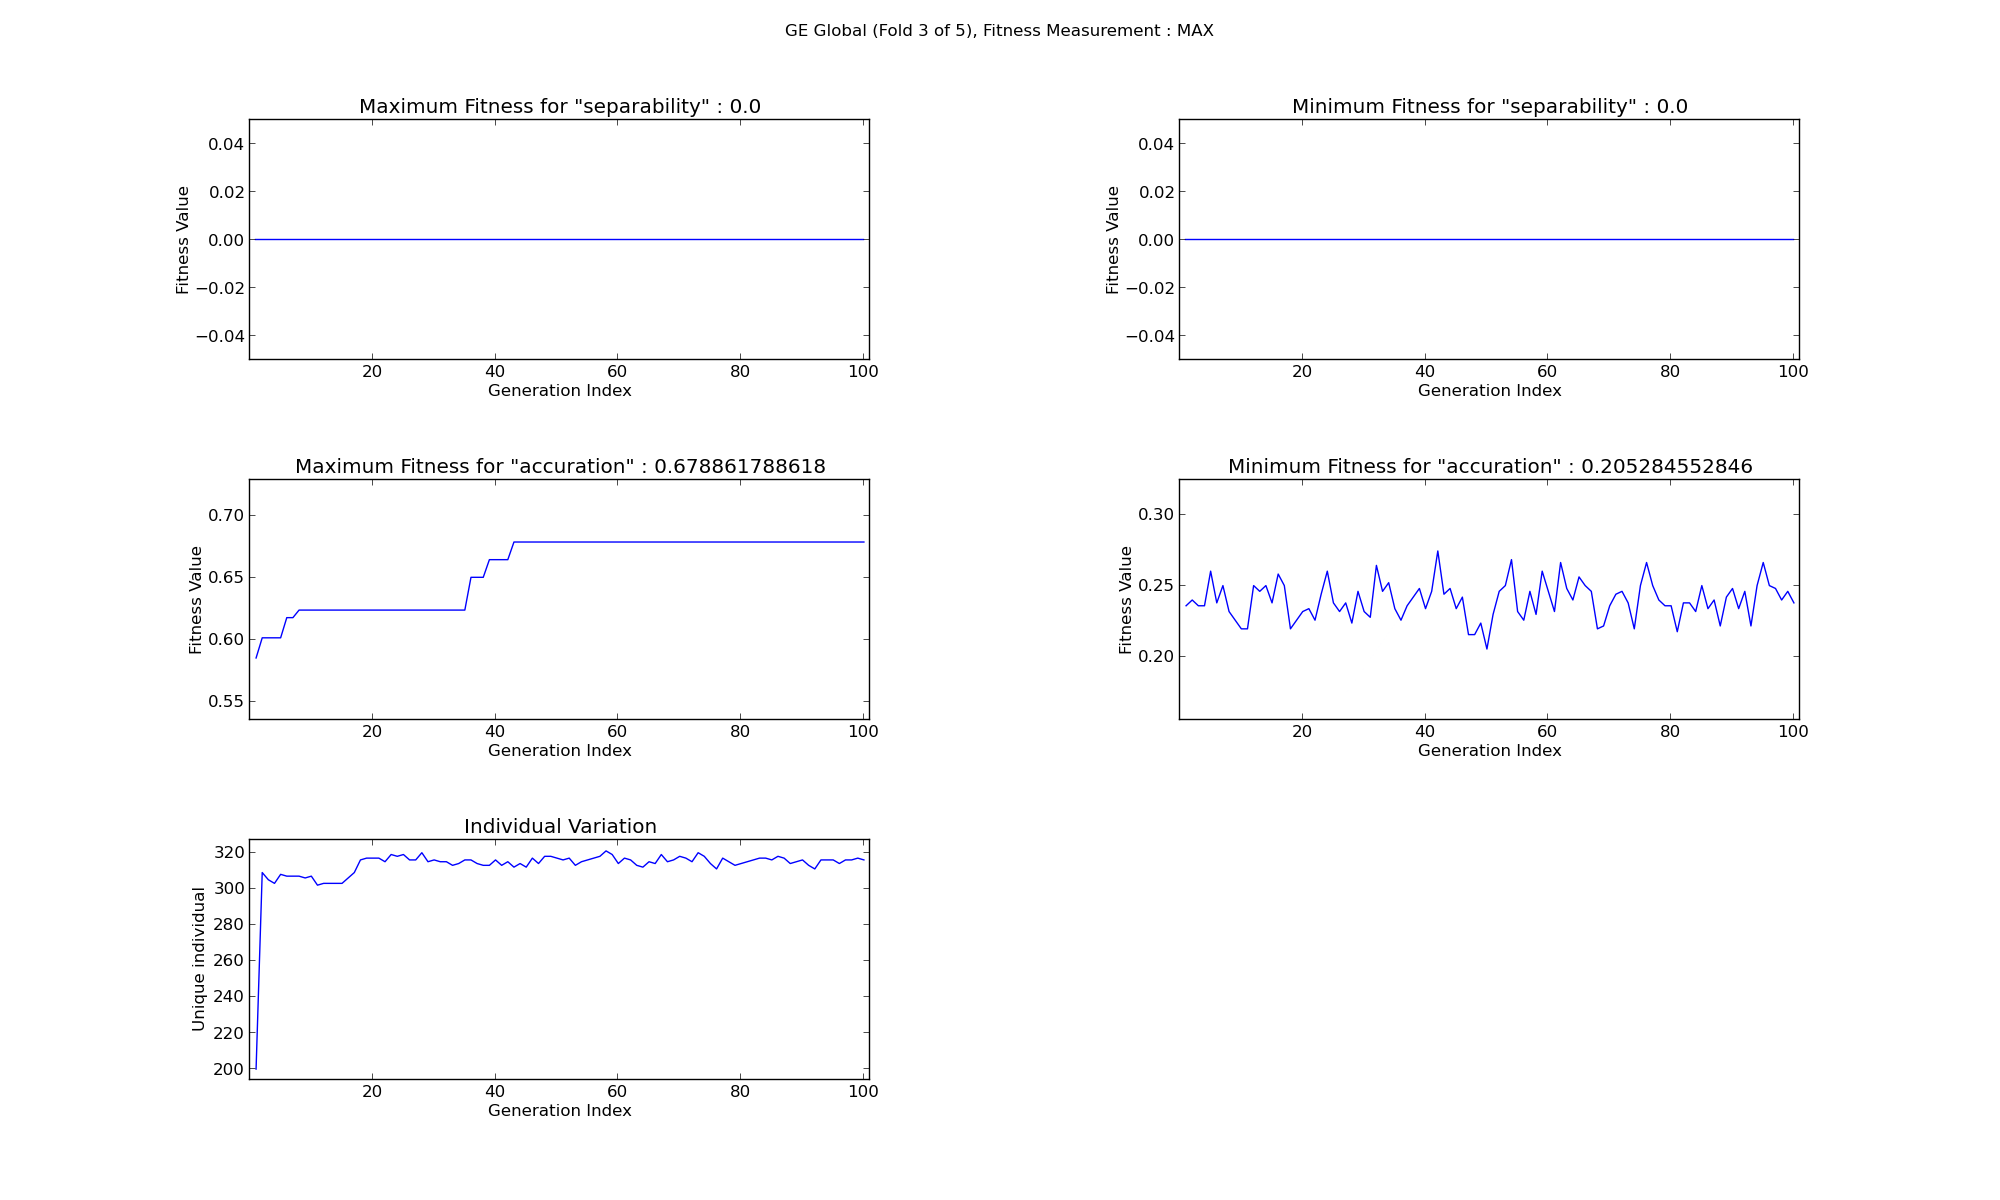 GE Global (Fold 3 of 5), Fitness Measurement : MAX
Maximum Fitness for "separability" : 0.0
0.04
0.02
0.00
−0.02
−0.04
Fitness Value
20 40 60 80 100
Generation Index
Minimum Fitness for "separability" : 0.0
0.04
0.02
0.00
−0.02
−0.04
Fitness Value
20 40 60 80 100
Generation Index
Maximum Fitness for "accuration" : 0.678861788618
0.70
0.65
0.60
0.55
Fitness Value
20 40 60 80 100
Generation Index
Minimum Fitness for "accuration" : 0.205284552846
0.30
0.25
0.20
Fitness Value
20 40 60 80 100
Generation Index
Individual Variation
320
300
280
260
240
220
200
Unique individual
20 40 60 80 100
Generation Index